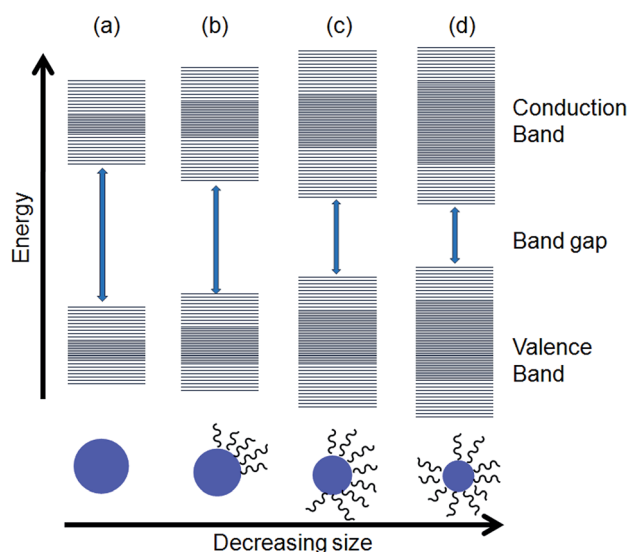 (a) (b) (c) (d)
Conduction
Band
Energy
Band gap
Valence
Band
Decreasing size